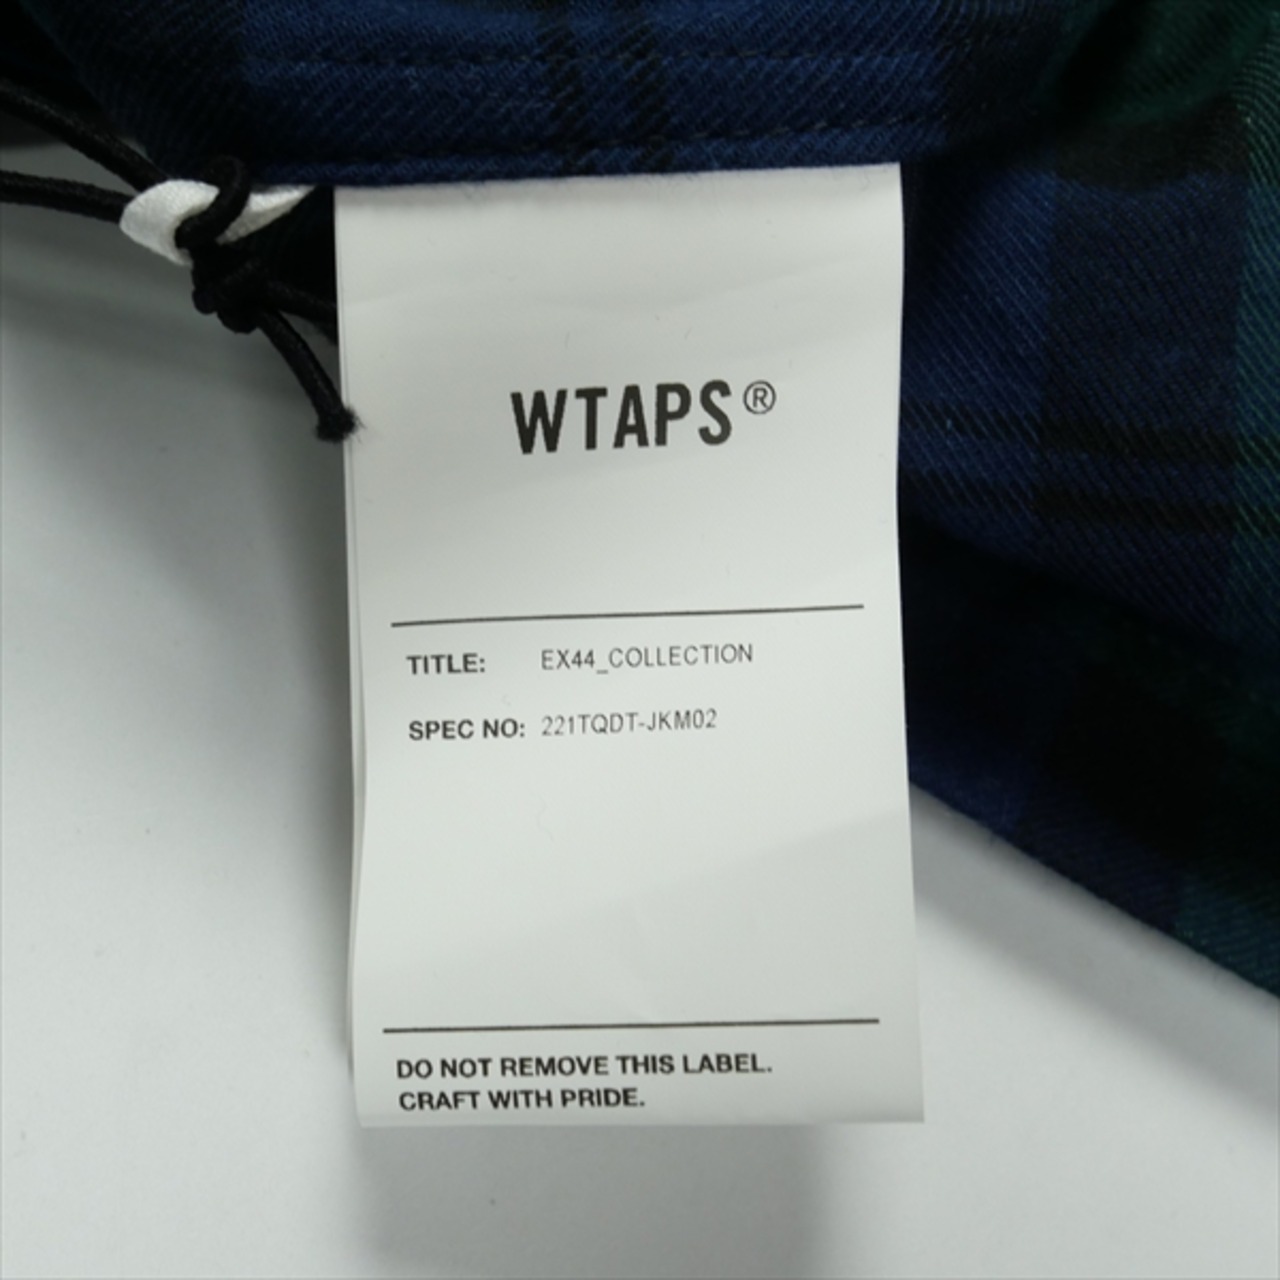 WTAPS®
TITLE: EX44_COLLECTION
SPEC NO: 221TQDT-JKM02
DO NOT REMOVE THIS LABEL.
CRAFT WITH PRIDE.